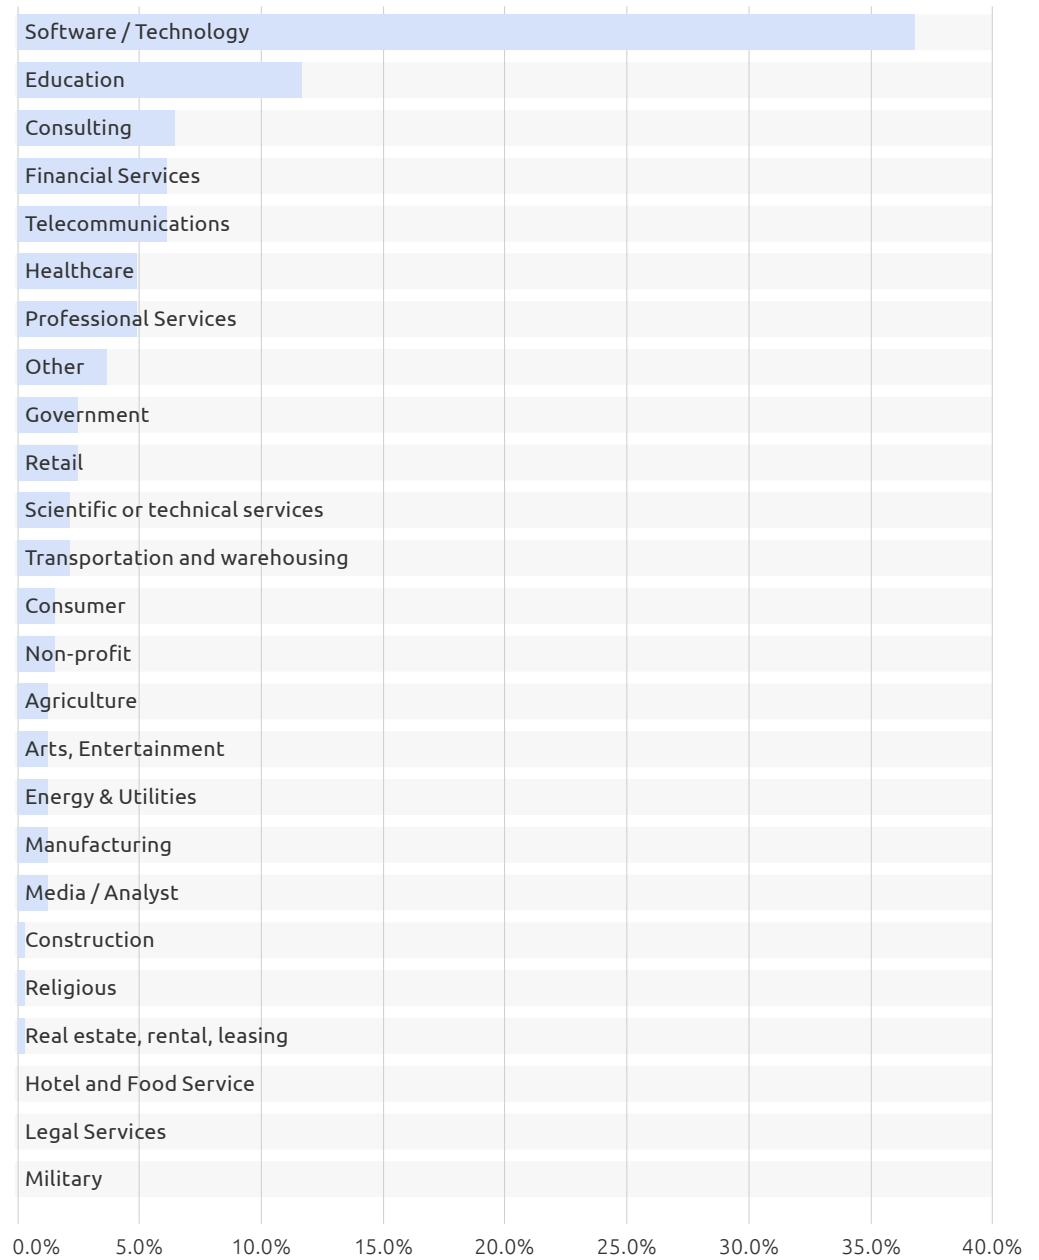 Software / Technology
Education
Consulting
Financial Services
Telecommunications
Healthcare
Professional Services
Other
Government
Retail
Scientific or technical services
Transportation and warehousing
Consumer
Non-profit
Agriculture
Arts, Entertainment
Energy & Utilities
Manufacturing
Media / Analyst
Construction
Religious
Real estate, rental, leasing
Hotel and Food Service
Legal Services
Military
0.0% 5.0% 10.0% 15.0% 20.0% 25.0% 30.0% 35.0% 40.0%